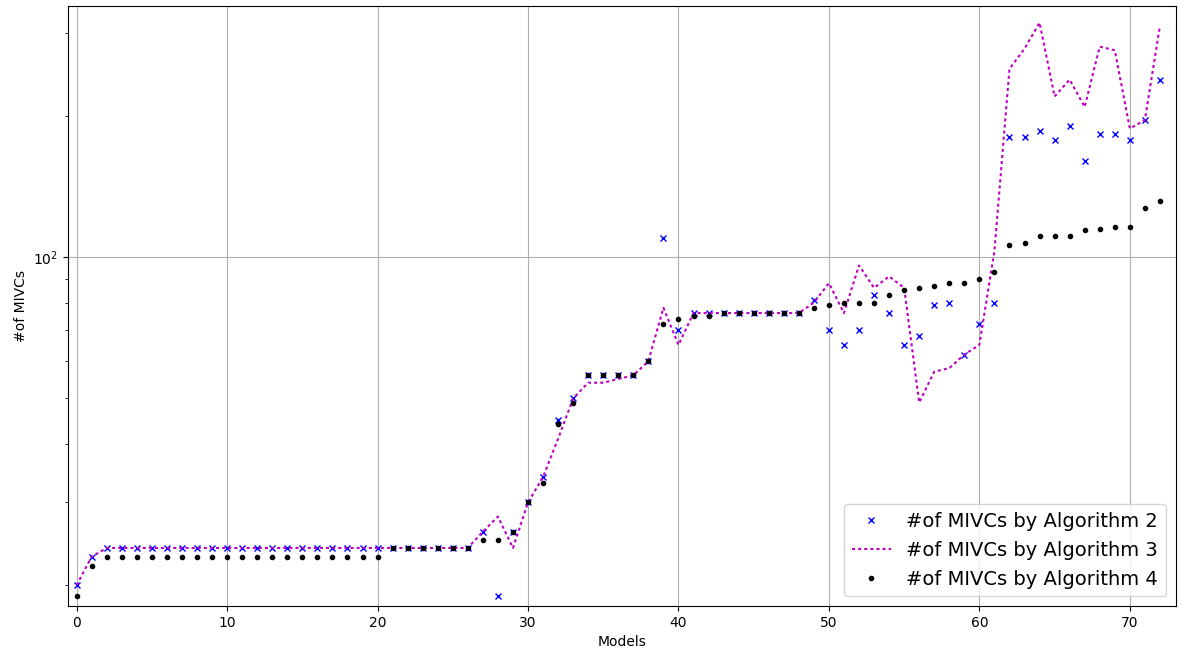 #of MIVCs
10²
0 10 20 30 40 50 60 70
Models
#of MIVCs by Algorithm 2
#of MIVCs by Algorithm 3
#of MIVCs by Algorithm 4